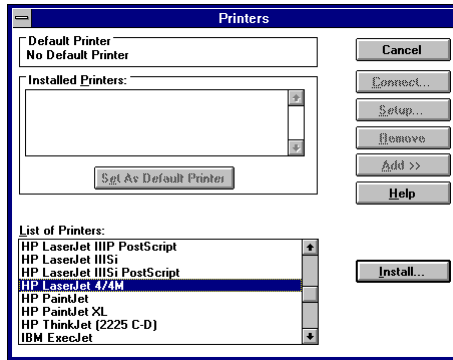 Printers
Default Printer
No Default Printer
Installed Printers:
Set As Default Printer
Cancel
Connect...
Setup...
Remove
Add >>
Help
List of Printers:
HP LaserJet IIIP PostScript
HP LaserJet IIISi
HP LaserJet IIISi PostScript
HP LaserJet 4/4M
HP PaintJet
HP PaintJet XL
HP ThinkJet (2225 C-D)
IBM ExecJet
Install...